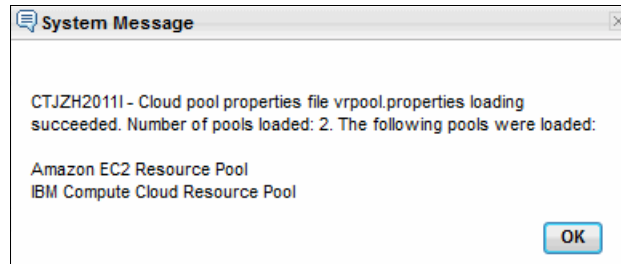 System Message
CTJZH2011I - Cloud pool properties file vrpool.properties loading
succeeded. Number of pools loaded: 2. The following pools were loaded:
Amazon EC2 Resource Pool
IBM Compute Cloud Resource Pool
OK